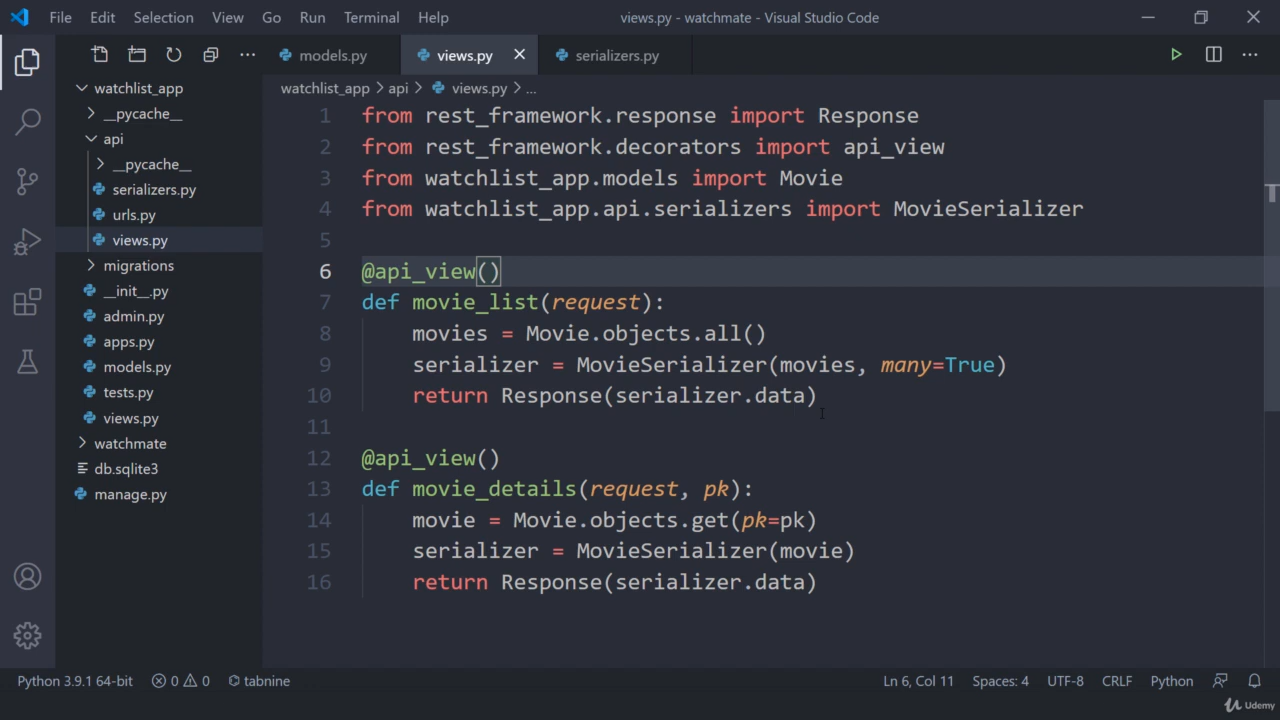 File Edit Selection View Go Run Terminal Help views.py - watchmate - Visual Studio Code
models.py views.py serializers.py
watchlist_app
__pycache__
api
__pycache__
serializers.py
urls.py
views.py
migrations
__init__.py
admin.py
apps.py
models.py
tests.py
views.py
watchmate
db.sqlite3
manage.py
watchlist_app > api > views.py > ...
1 from rest_framework.response import Response
2 from rest_framework.decorators import api_view
3 from watchlist_app.models import Movie
4 from watchlist_app.api.serializers import MovieSerializer
5
6 @api_view()
7 def movie_list(request):
8     movies = Movie.objects.all()
9     serializer = MovieSerializer(movies, many=True)
10     return Response(serializer.data)
11
12 @api_view()
13 def movie_details(request, pk):
14     movie = Movie.objects.get(pk=pk)
15     serializer = MovieSerializer(movie)
16     return Response(serializer.data)
Python 3.9.1 64-bit 0 0 tabnine Ln 6, Col 11 Spaces: 4 UTF-8 CRLF Python
Udemy